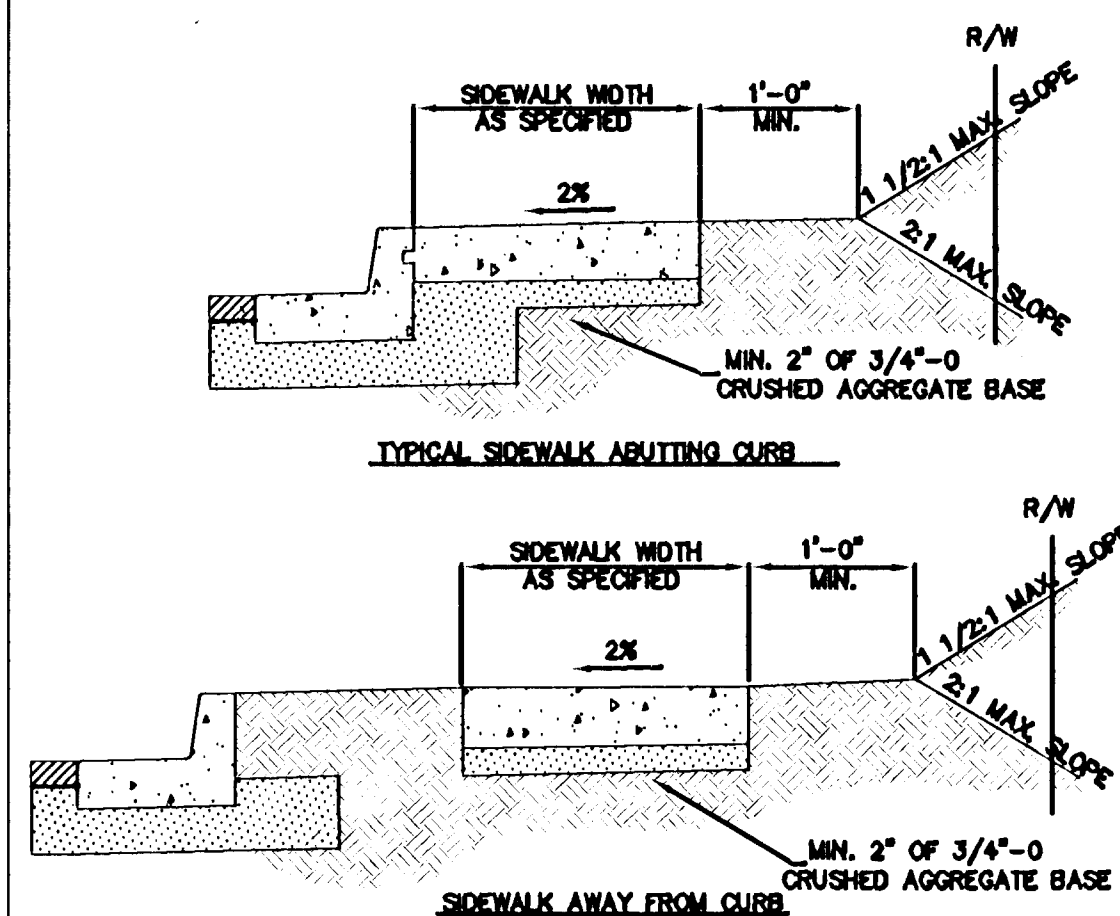 R/W
SIDEWALK WIDTH
AS SPECIFIED
1'-0"
MIN.
2%
1 1/2:1 MAX. SLOPE
2:1 MAX. SLOPE
MIN. 2" OF 3/4"-0
CRUSHED AGGREGATE BASE
TYPICAL SIDEWALK ABUTTING CURB
R/W
SIDEWALK WIDTH
AS SPECIFIED
1'-0"
MIN.
2%
1 1/2:1 MAX. SLOPE
2:1 MAX. SLOPE
MIN. 2" OF 3/4"-0
CRUSHED AGGREGATE BASE
SIDEWALK AWAY FROM CURB